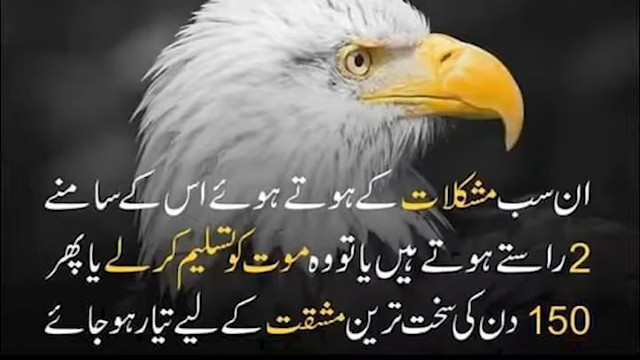 ان سب مشکلات کے ہوتے ہوئے اس کے سامنے
2 راستے ہوتے ہیں یا تو وہ موت کو تسلیم کر لے یا پھر
150 دن کی سخت ترین مشقت کے لیے تیار ہو جائے